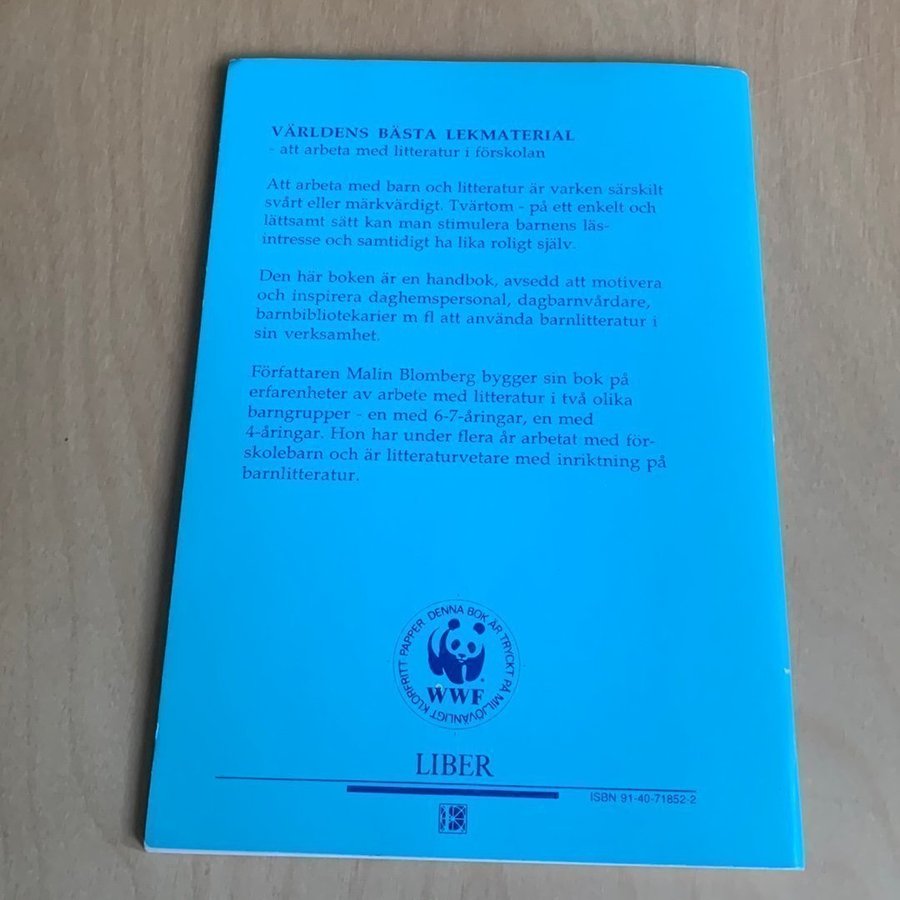 VÄRLDENS BÄSTA LEKMATERIAL
- att arbeta med litteratur i förskolan
Att arbeta med barn och litteratur är varken särskilt
svårt eller märkvärdigt. Tvärtom - på ett enkelt och
lättsamt sätt kan man stimulera barnens läs-
intresse och samtidigt ha lika roligt själv.
Den här boken är en handbok, avsedd att motivera
och inspirera daghemspersonal, dagbarnvårdare,
barnbibliotekarier m fl att använda barnlitteratur i
sin verksamhet.
Författaren Malin Blomberg bygger sin bok på
erfarenheter av arbete med litteratur i två olika
barngrupper - en med 6-7-åringar, en med
4-åringar. Hon har under flera år arbetat med för-
skolebarn och är litteraturvetare med inriktning på
barnlitteratur.
DENNA BOK ÄR TRYCKT PÅ MILJÖVÄNLIGT KLORFRITT PAPPER
WWF
LIBER
ISBN 91-40-71852-2